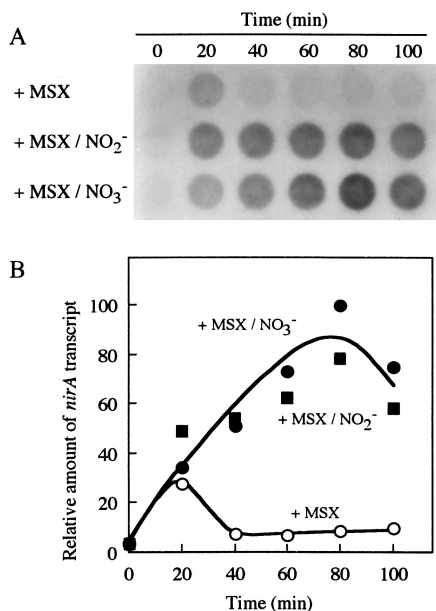 A
Time (min)
0 20 40 60 80 100
+ MSX
+ MSX / NO₂⁻
+ MSX / NO₃⁻
B
Relative amount of nirA transcript
100
80
60
40
20
0
+ MSX / NO₃⁻
+ MSX / NO₂⁻
+ MSX
0 20 40 60 80 100
Time (min)